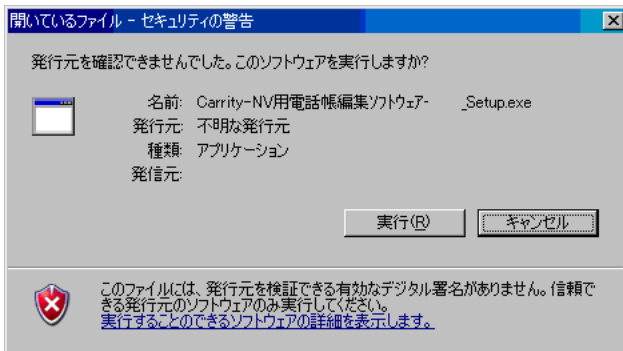 開いているファイル - セキュリティの警告
発行元を確認できませんでした。このソフトウェアを実行しますか?
名前: Carrity-NV用電話帳編集ソフトウェア- _Setup.exe
発行元: 不明な発行元
種類: アプリケーション
発信元:
実行(R) キャンセル
このファイルには、発行元を検証できる有効なデジタル署名がありません。信頼で
きる発行元のソフトウェアのみ実行してください。
実行することのできるソフトウェアの詳細を表示します。